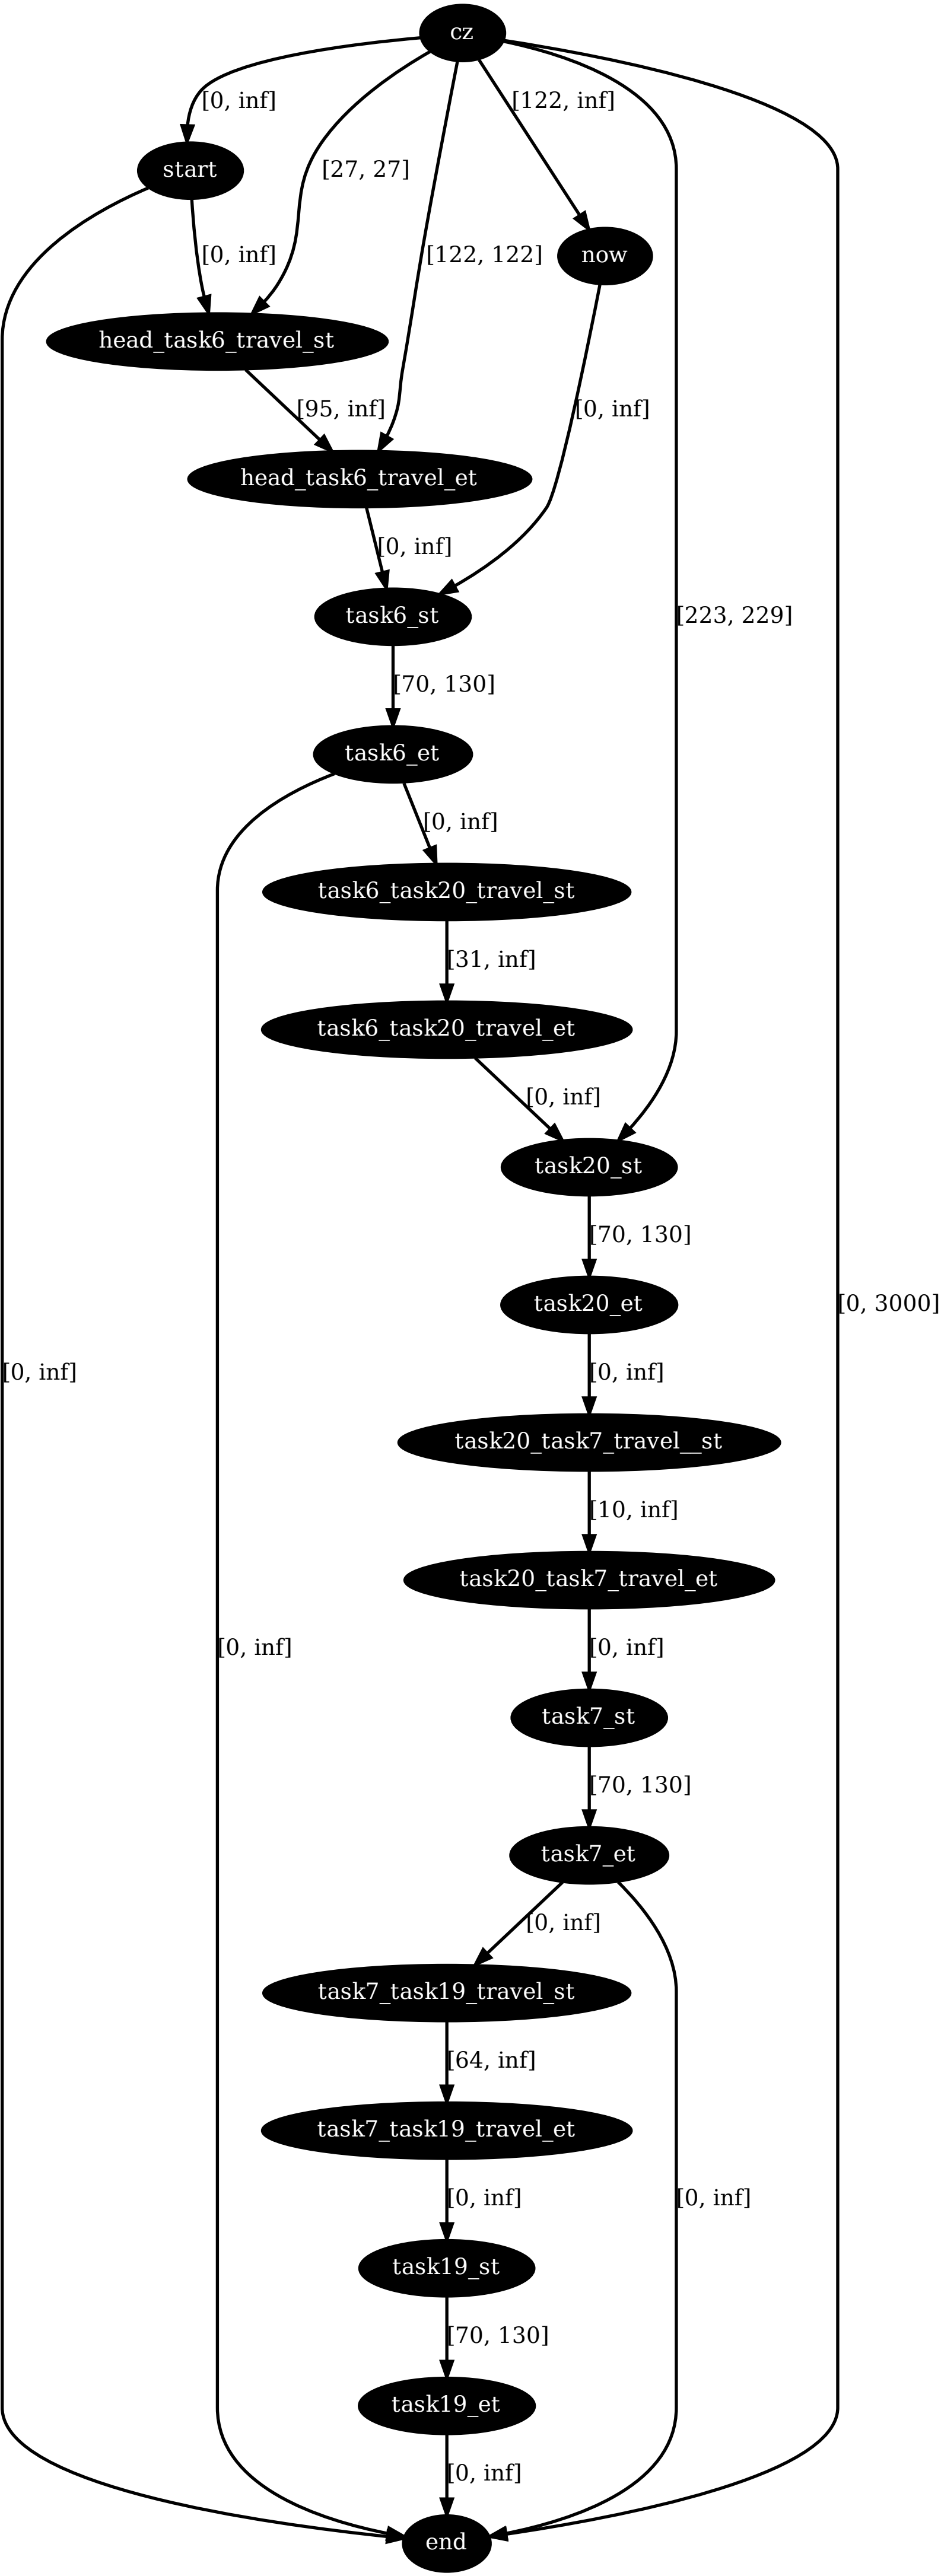 cz
[0, inf]
[122, inf]
start
[27, 27]
[0, inf]
[122, 122]
now
head_task6_travel_st
[95, inf]
[0, inf]
head_task6_travel_et
[0, inf]
task6_st
[223, 229]
[70, 130]
task6_et
[0, inf]
task6_task20_travel_st
[31, inf]
task6_task20_travel_et
[0, inf]
task20_st
[70, 130]
task20_et
[0, 3000]
[0, inf]
[0, inf]
task20_task7_travel__st
[10, inf]
task20_task7_travel_et
[0, inf]
[0, inf]
task7_st
[70, 130]
task7_et
[0, inf]
task7_task19_travel_st
[64, inf]
task7_task19_travel_et
[0, inf]
[0, inf]
task19_st
[70, 130]
task19_et
[0, inf]
end